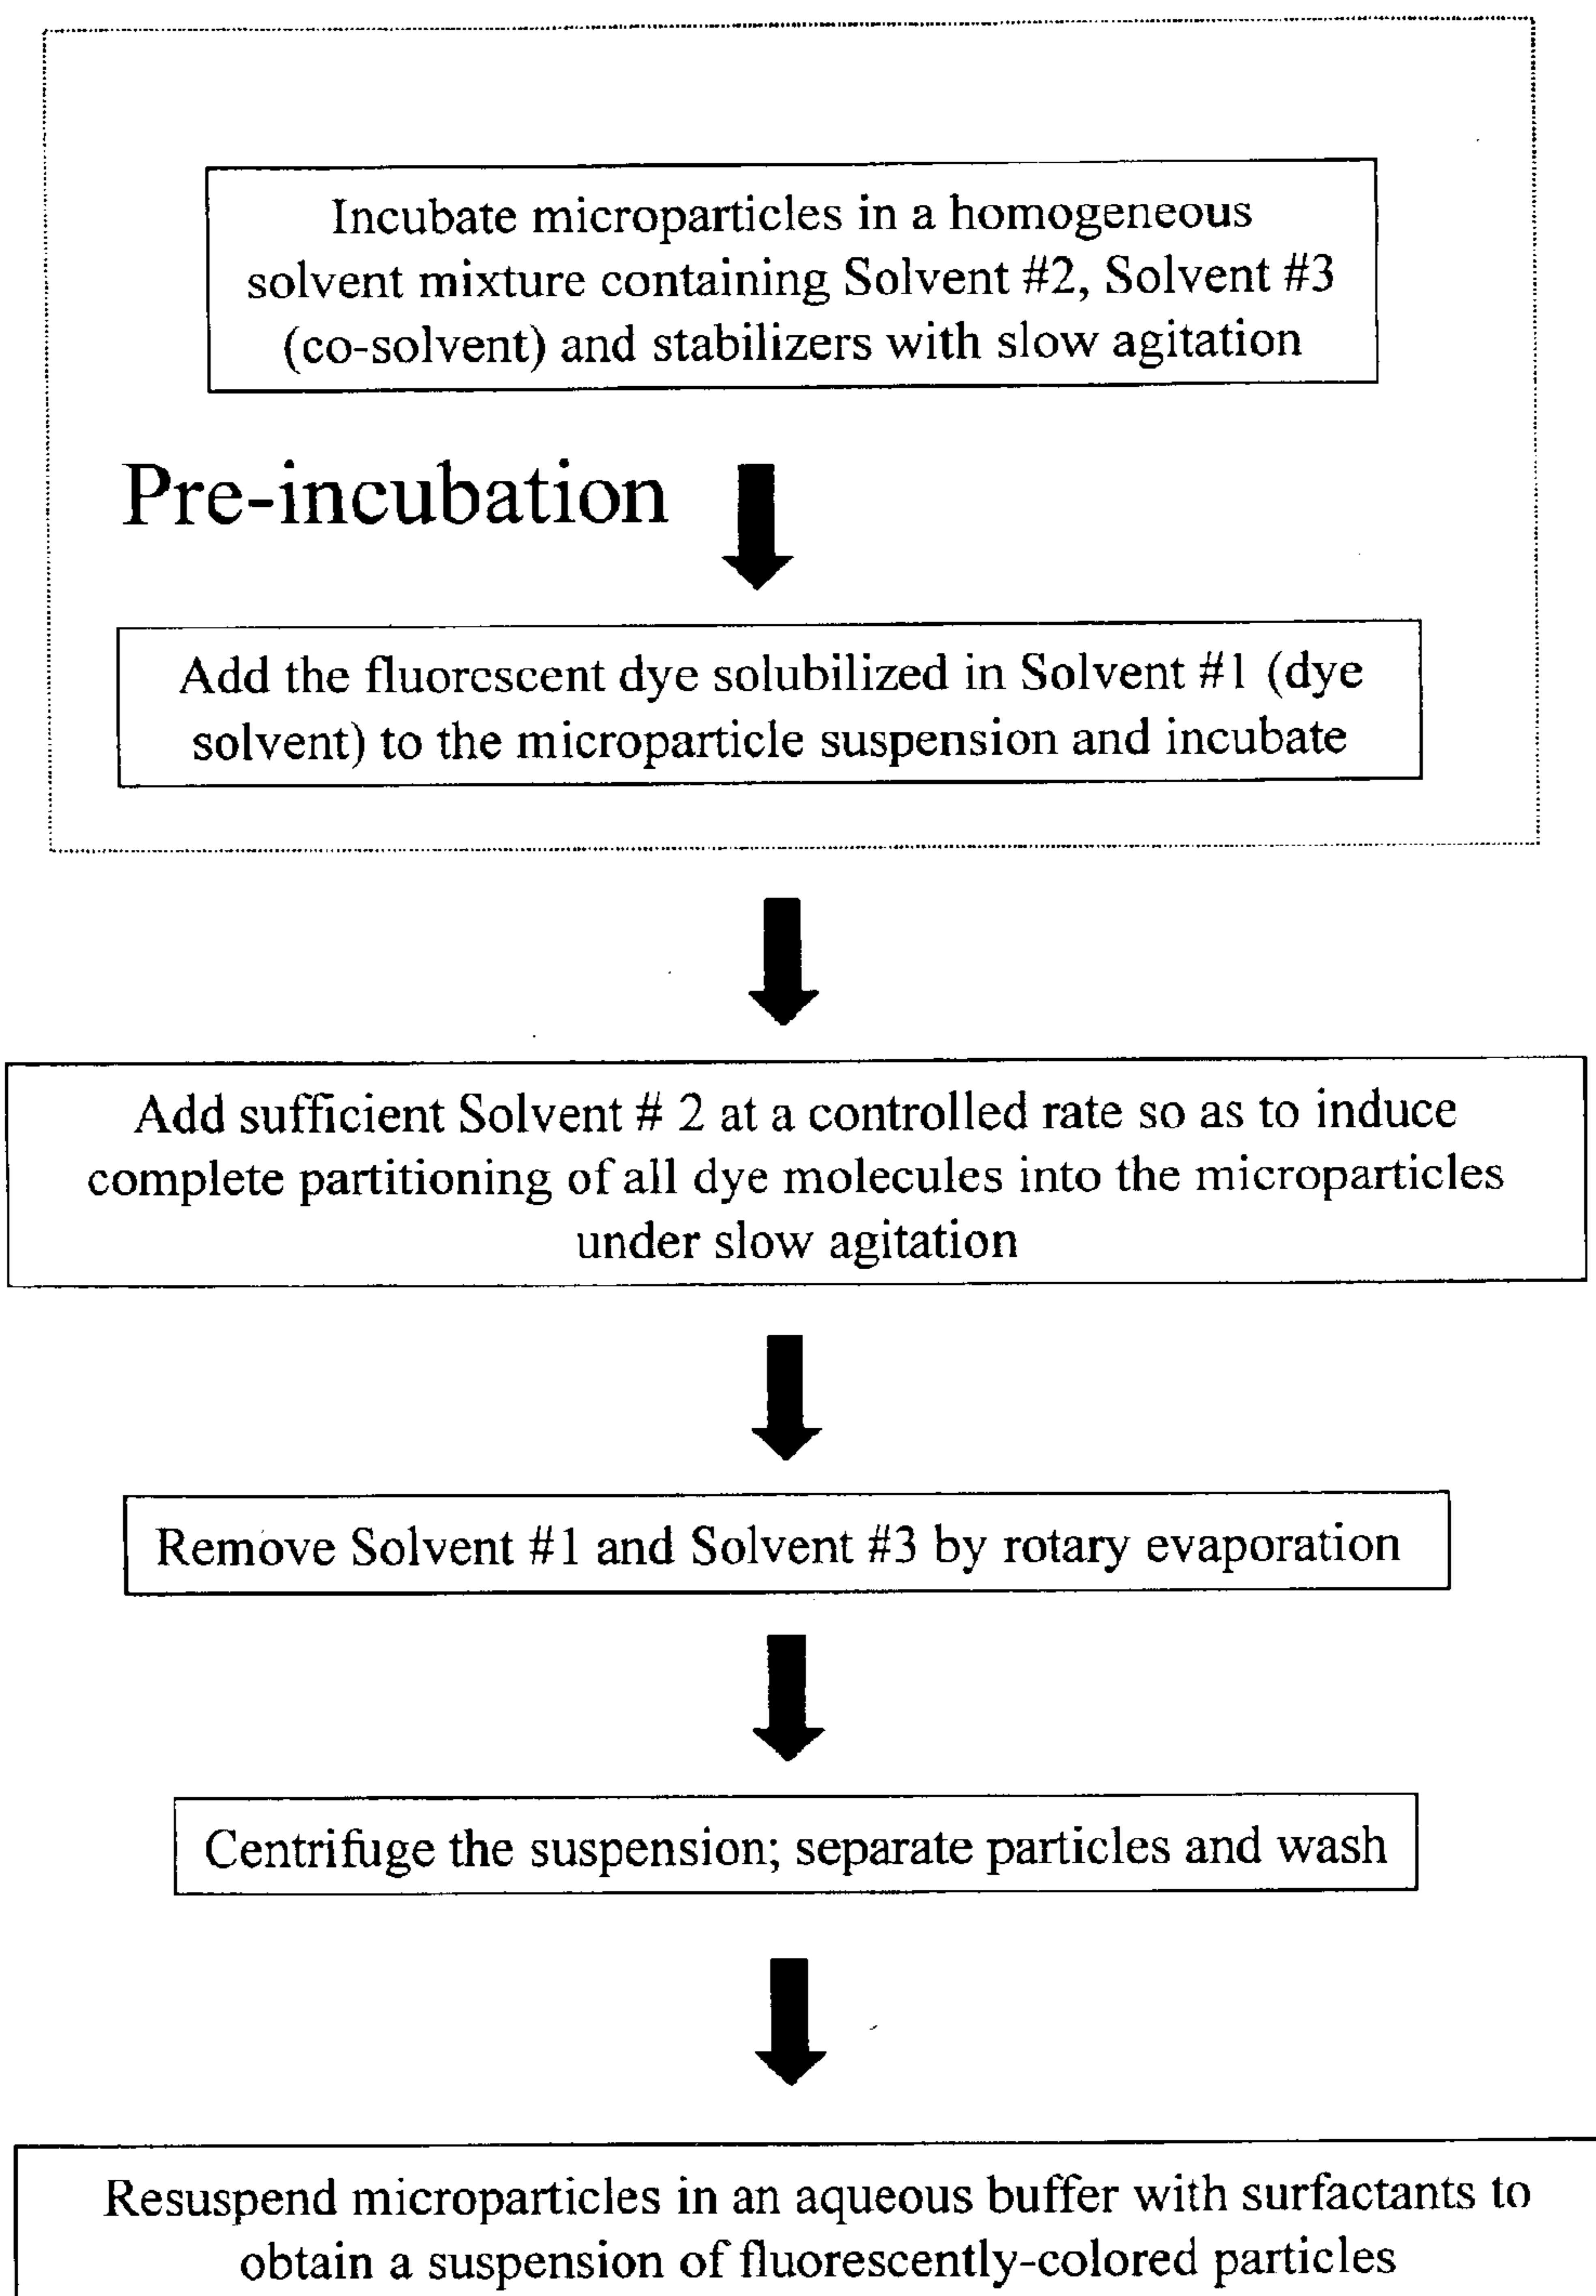 Incubate microparticles in a homogeneous
solvent mixture containing Solvent #2, Solvent #3
(co-solvent) and stabilizers with slow agitation
Pre-incubation
Add the fluorescent dye solubilized in Solvent #1 (dye
solvent) to the microparticle suspension and incubate
Add sufficient Solvent # 2 at a controlled rate so as to induce
complete partitioning of all dye molecules into the microparticles
under slow agitation
Remove Solvent #1 and Solvent #3 by rotary evaporation
Centrifuge the suspension; separate particles and wash
Resuspend microparticles in an aqueous buffer with surfactants to
obtain a suspension of fluorescently-colored particles